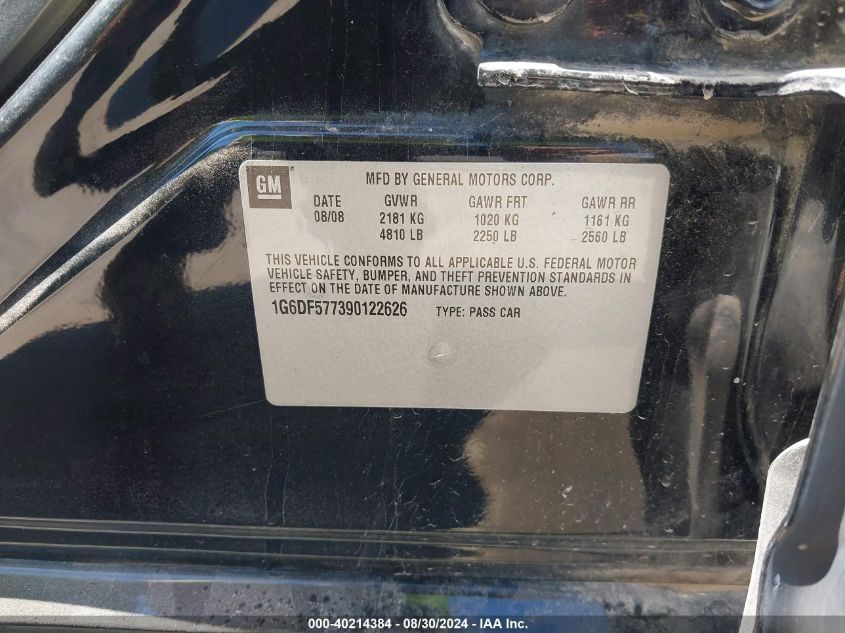 GM
MFD BY GENERAL MOTORS CORP.
DATE GVWR GAWR FRT GAWR RR
08/08 2181 KG 1020 KG 1161 KG
4810 LB 2250 LB 2560 LB
THIS VEHICLE CONFORMS TO ALL APPLICABLE U.S. FEDERAL MOTOR
VEHICLE SAFETY, BUMPER, AND THEFT PREVENTION STANDARDS IN
EFFECT ON THE DATE OF MANUFACTURE SHOWN ABOVE.
1G6DF577390122626 TYPE: PASS CAR
000-40214384 - 08/30/2024 - IAA Inc.